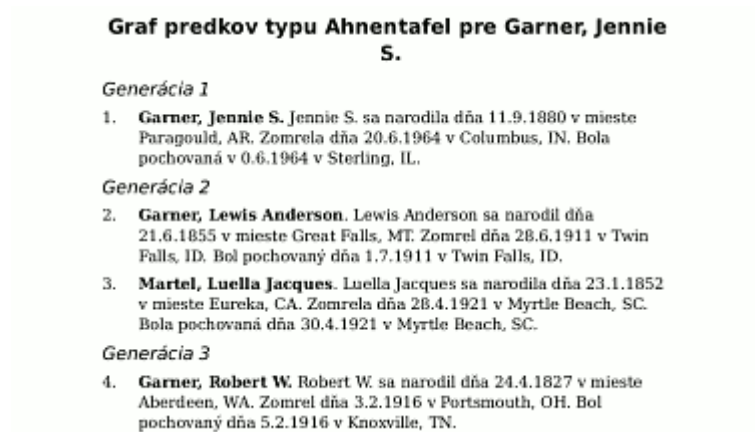 Graf predkov typu Ahnentafel pre Garner, Jennie
S.
Generácia 1
1. Garner, Jennie S. Jennie S. sa narodila dňa 11.9.1880 v mieste
Paragould, AR. Zomrela dňa 20.6.1964 v Columbus, IN. Bola
pochovaná v 0.6.1964 v Sterling, IL.
Generácia 2
2. Garner, Lewis Anderson. Lewis Anderson sa narodil dňa
21.6.1855 v mieste Great Falls, MT. Zomrel dňa 28.6.1911 v Twin
Falls, ID. Bol pochovaný dňa 1.7.1911 v Twin Falls, ID.
3. Martel, Luella Jacques. Luella Jacques sa narodila dňa 23.1.1852
v mieste Eureka, CA. Zomrela dňa 28.4.1921 v Myrtle Beach, SC.
Bola pochovaná dňa 30.4.1921 v Myrtle Beach, SC.
Generácia 3
4. Garner, Robert W. Robert W. sa narodil dňa 24.4.1827 v mieste
Aberdeen, WA. Zomrel dňa 3.2.1916 v Portsmouth, OH. Bol
pochovaný dňa 5.2.1916 v Knoxville, TN.